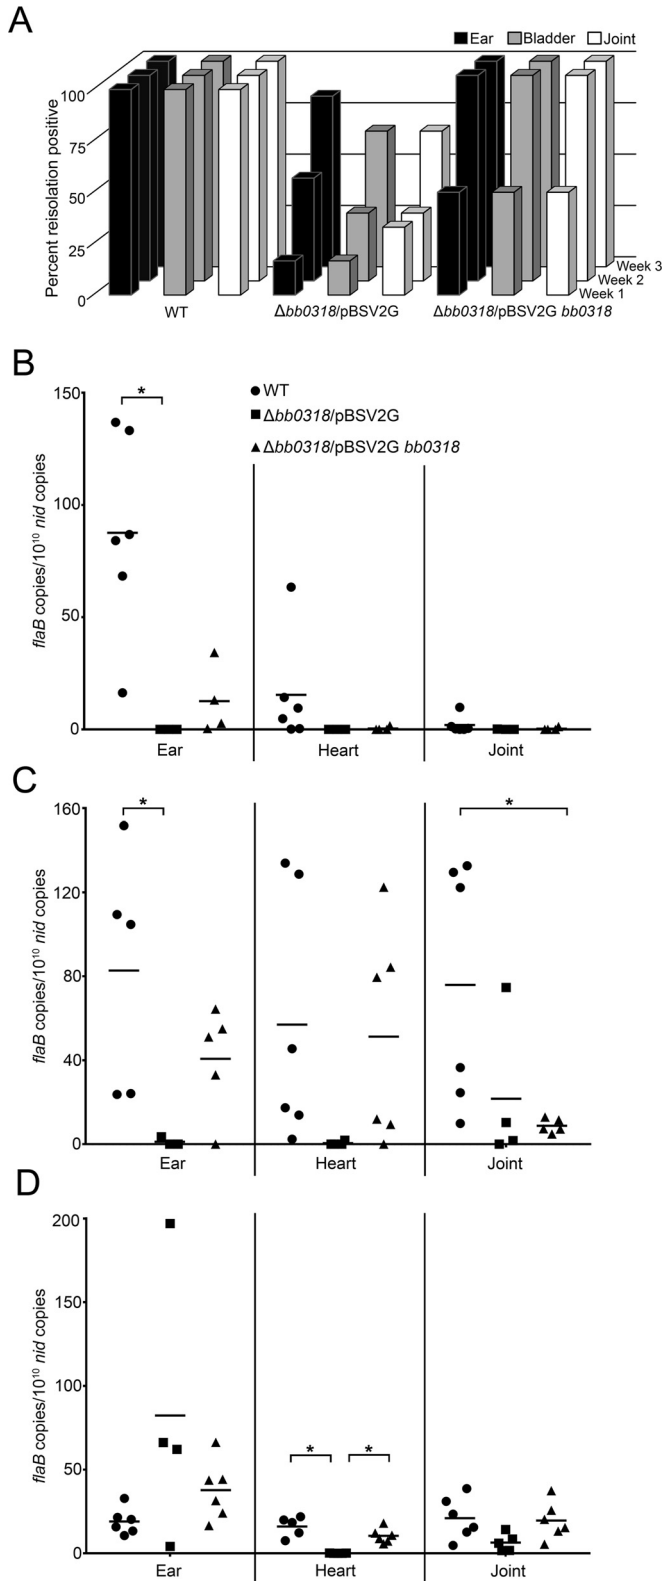 A
Ear Bladder Joint
Percent reisolation positive
100
75
50
25
0
Week 3
Week 2
Week 1
WT Δbb0318/pBSV2G Δbb0318/pBSV2G bb0318
B
WT
Δbb0318/pBSV2G
Δbb0318/pBSV2G bb0318
*
flaB copies/10¹⁰ nid copies
150
100
50
0
Ear Heart Joint
C
* *
flaB copies/10¹⁰ nid copies
160
120
80
40
0
Ear Heart Joint
D
flaB copies/10¹⁰ nid copies
200
150
100
50
0
* *
Ear Heart Joint